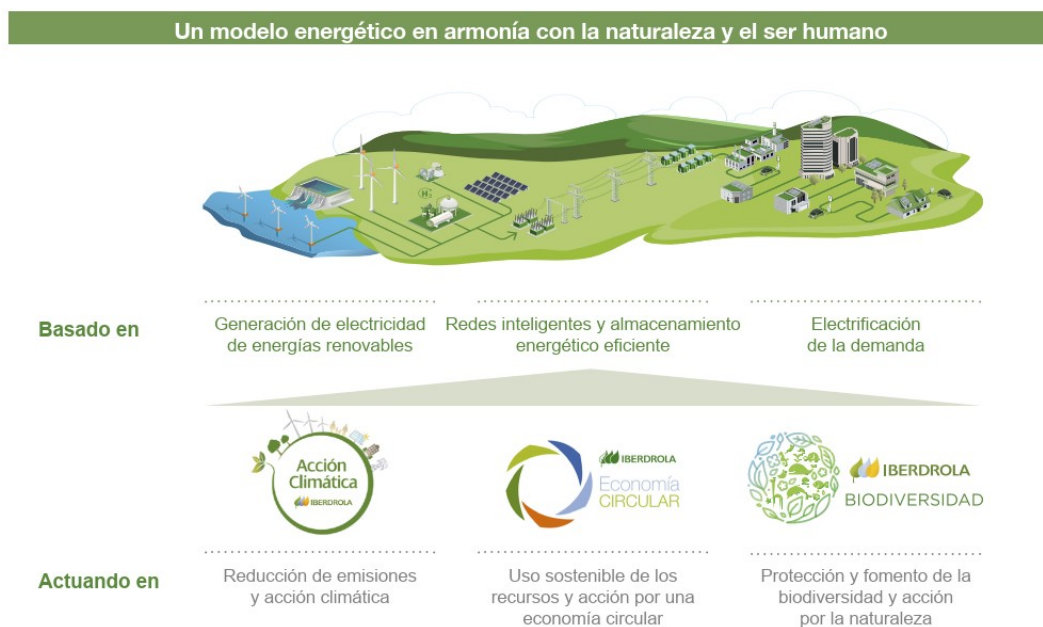 Un modelo energético en armonía con la naturaleza y el ser humano
H₂
Basado en
Generación de electricidad
de energías renovables
Redes inteligentes y almacenamiento
energético eficiente
Electrificación
de la demanda
Acción
Climática
IBERDROLA
IBERDROLA
Economía
CIRCULAR
IBERDROLA
BIODIVERSIDAD
Actuando en
Reducción de emisiones
y acción climática
Uso sostenible de los
recursos y acción por una
economía circular
Protección y fomento de la
biodiversidad y acción
por la naturaleza